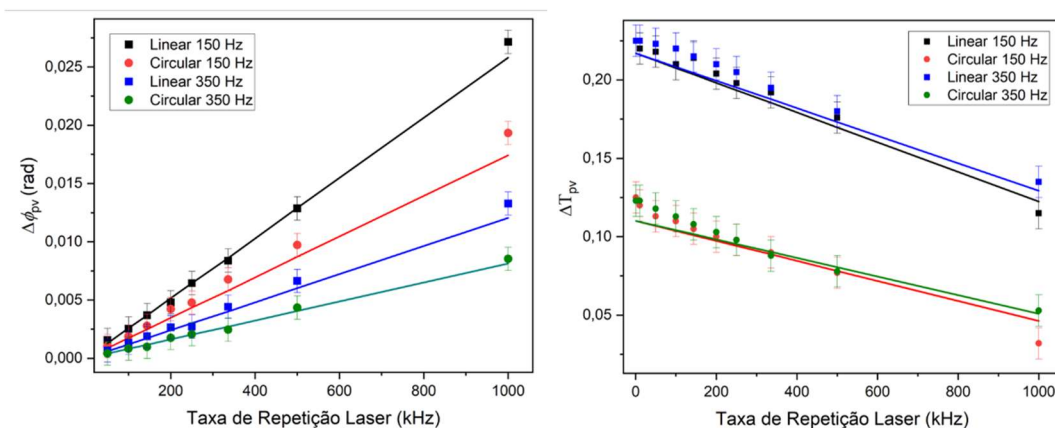 Linear 150 Hz
Circular 150 Hz
Linear 350 Hz
Circular 350 Hz
0,025
0,020
0,015
0,010
0,005
0,000
Δϕpv (rad)
200
400
600
800
1000
Taxa de Repetição Laser (kHz)
Linear 150 Hz
Circular 150 Hz
Linear 350 Hz
Circular 350 Hz
0,20
0,15
0,10
0,05
ΔTpv
0
200
400
600
800
1000
Taxa de Repetição Laser (kHz)